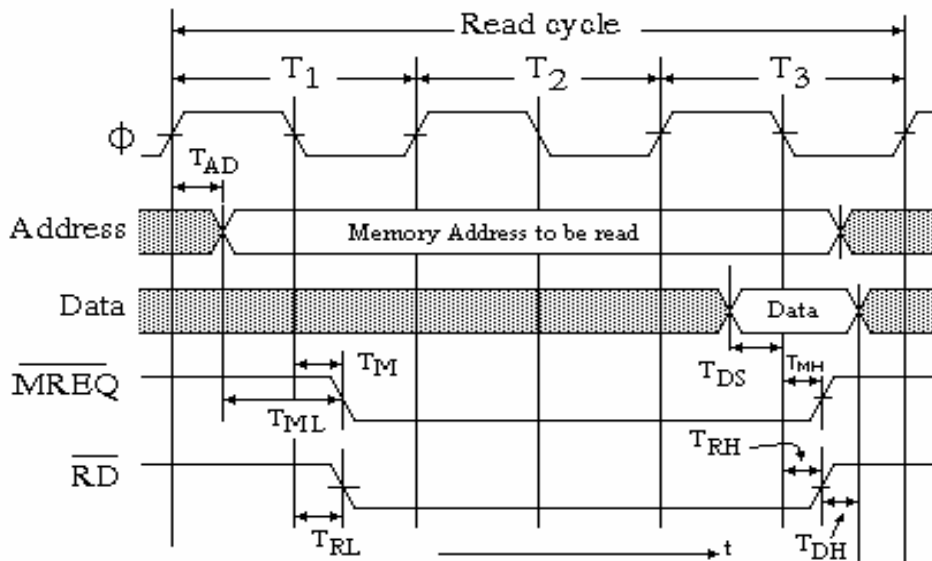 Read cycle
T1 T2 T3
Φ
TAD
Address Memory Address to be read
Data Data
TM TDS TMH
MREQ
TML
TRH
RD
TRL t TDH